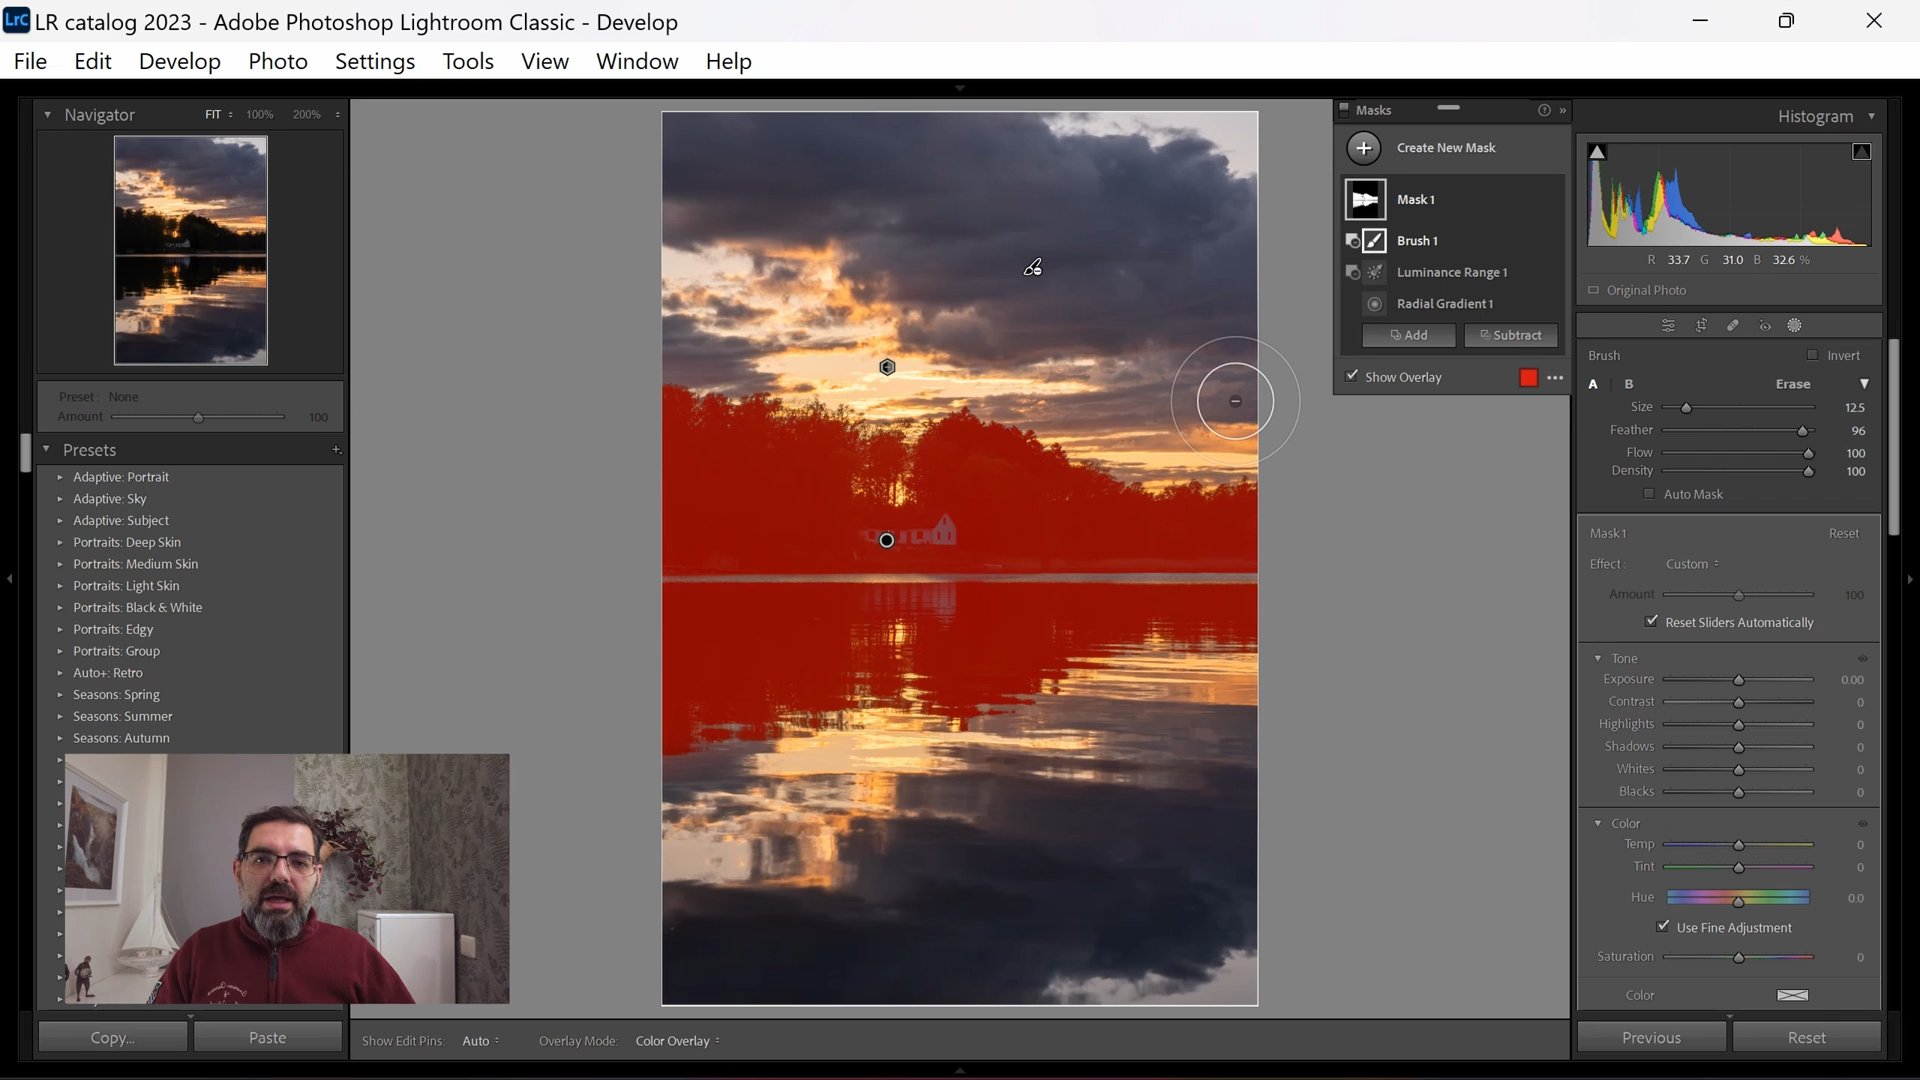 LrC LR catalog 2023 - Adobe Photoshop Lightroom Classic - Develop
File Edit Develop Photo Settings Tools View Window Help
Navigator FIT 100% 200%
Preset: None
Amount 100
Presets
Adaptive: Portrait
Adaptive: Sky
Adaptive: Subject
Portraits: Deep Skin
Portraits: Medium Skin
Portraits: Light Skin
Portraits: Black & White
Portraits: Edgy
Portraits: Group
Auto+: Retro
Seasons: Spring
Seasons: Summer
Seasons: Autumn
Copy... Paste
Show Edit Pins: Auto Overlay Mode: Color Overlay
Masks
Create New Mask
Mask 1
Brush 1
Luminance Range 1
Radial Gradient 1
Add Subtract
Show Overlay
Histogram
R 33.7 G 31.0 B 32.6 %
Original Photo
Brush Invert
A B Erase
Size 12.5
Feather 96
Flow 100
Density 100
Auto Mask
Mask 1 Reset
Effect: Custom
Amount 100
Reset Sliders Automatically
Tone
Exposure 0.00
Contrast 0
Highlights 0
Shadows 0
Whites 0
Blacks 0
Color
Temp 0
Tint 0
Hue 0.0
Use Fine Adjustment
Saturation 0
Color
Previous Reset